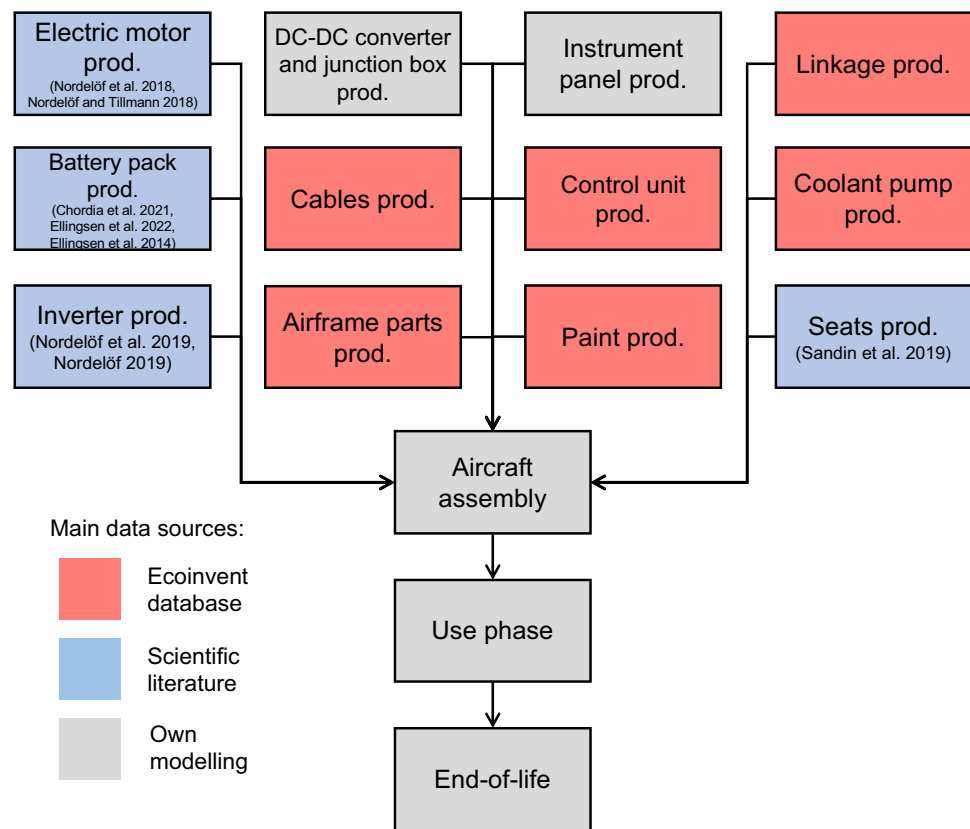 Electric motor
prod.
(Nordelöf et al. 2018,
Nordelöf and Tillmann 2018)
DC-DC converter
and junction box
prod.
Instrument
panel prod.
Linkage prod.
Battery pack
prod.
(Chordia et al. 2021,
Ellingsen et al. 2022,
Ellingsen et al. 2014)
Cables prod.
Control unit
prod.
Coolant pump
prod.
Inverter prod.
(Nordelöf et al. 2019,
Nordelöf 2019)
Airframe parts
prod.
Paint prod.
Seats prod.
(Sandin et al. 2019)
Aircraft
assembly
Main data sources:
Ecoinvent
database
Scientific
literature
Own
modelling
Use phase
End-of-life